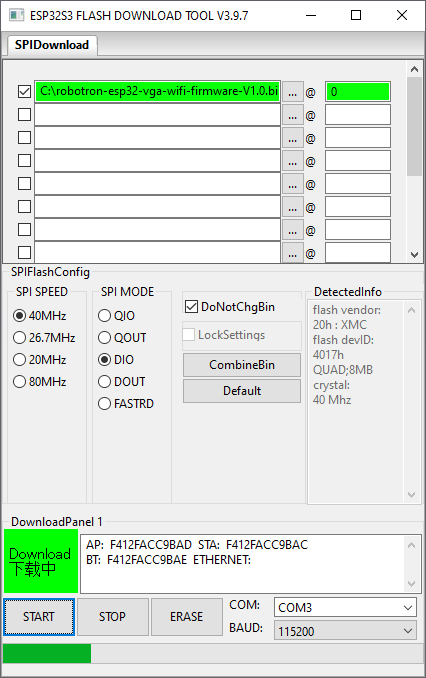 ESP32S3 FLASH DOWNLOAD TOOL V3.9.7
SPIDownload
C:\robotron-esp32-vga-wifi-firmware-V1.0.bi ... @ 0
... @
... @
... @
... @
... @
... @
... @
SPIFlashConfig
SPI SPEED
40MHz
26.7MHz
20MHz
80MHz
SPI MODE
QIO
QOUT
DIO
DOUT
FASTRD
DoNotChgBin
LockSettings
CombineBin
Default
DetectedInfo
flash vendor:
20h : XMC
flash devID:
4017h
QUAD;8MB
crystal:
40 Mhz
DownloadPanel 1
Download
下载中
AP: F412FACC9BAD STA: F412FACC9BAC
BT: F412FACC9BAE ETHERNET:
START
STOP
ERASE
COM: COM3
BAUD: 115200